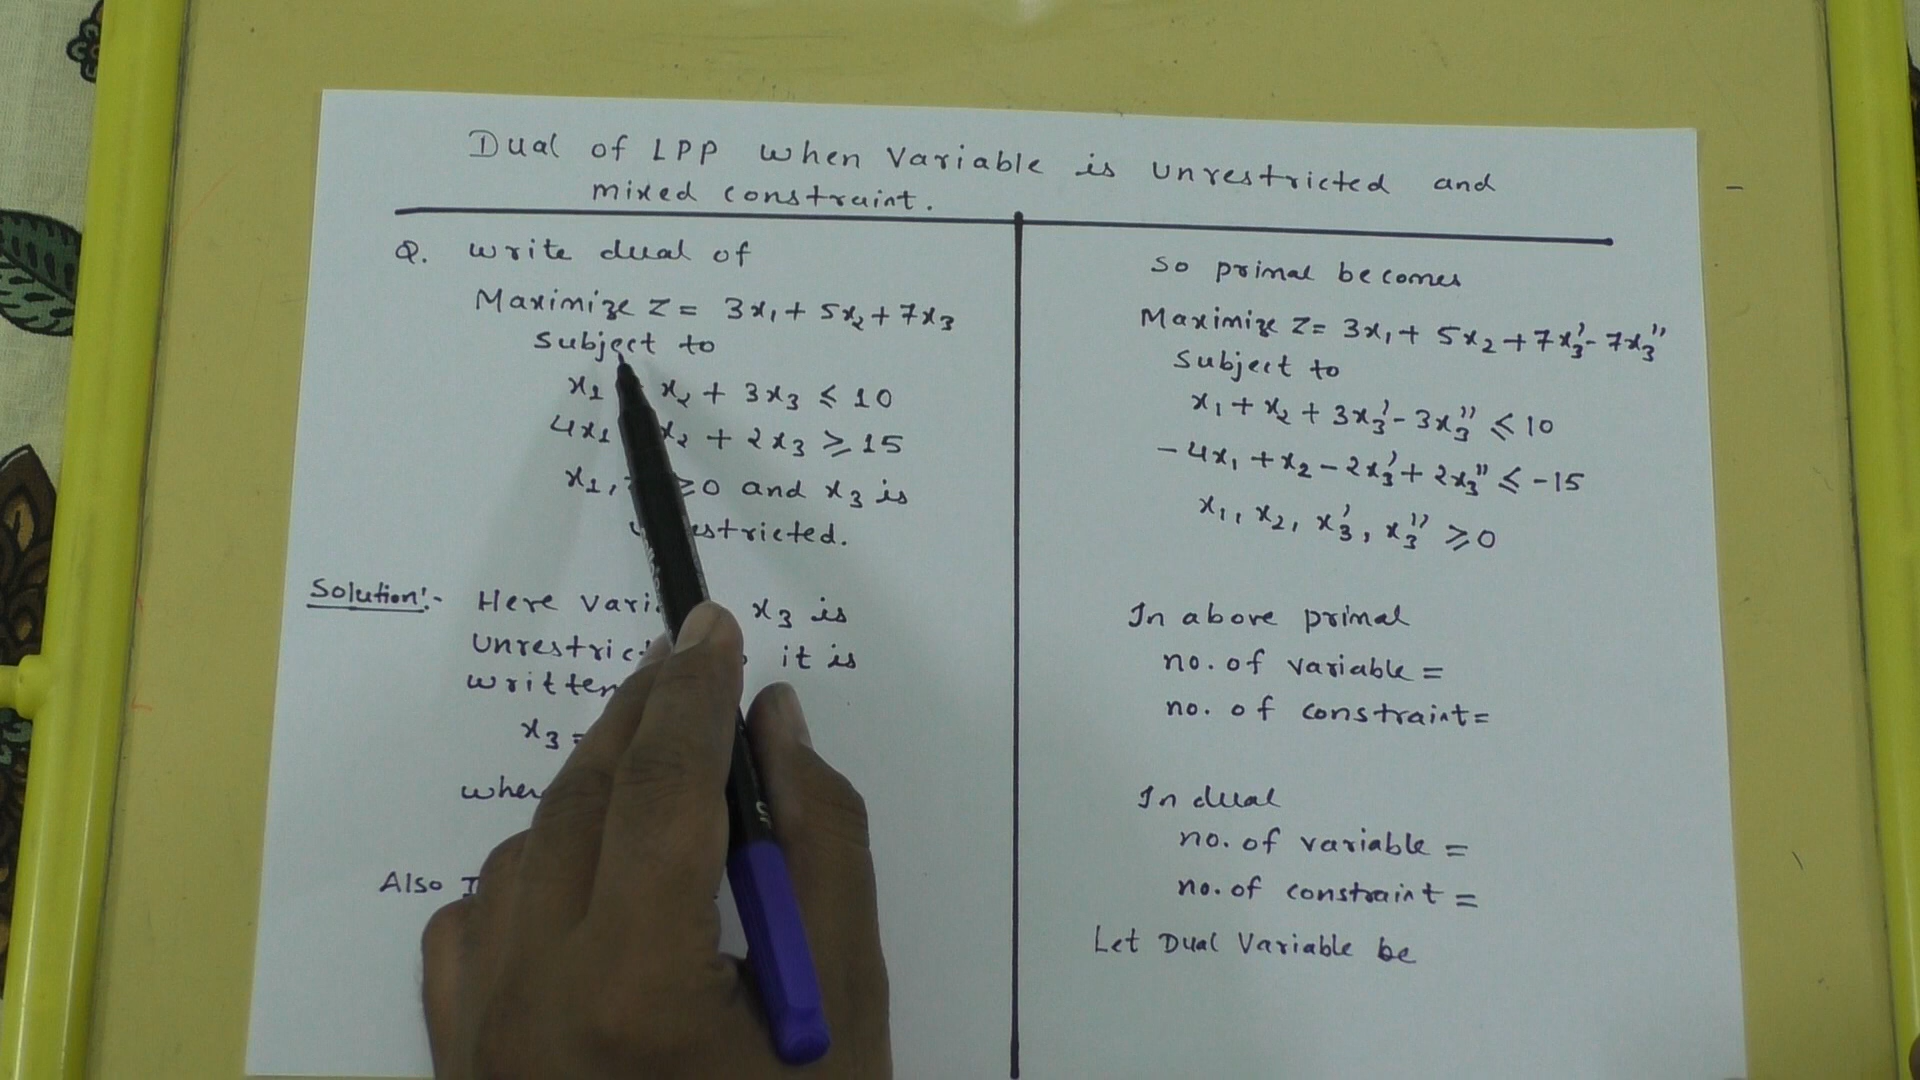 Dual of LPP when Variable is unrestricted and
mixed constraint.
Q. write dual of
Maximize Z = 3x₁ + 5x₂ + 7x₃
Subject to
x₁ x₂ + 3x₃ ⩽ 10
4x₁ x₂ + 2x₃ ⩾ 15
x₁, ⩾0 and x₃ is
stricted.
Solution:- Here x₃ is
it is
written
x₃ =
Also
So primal becomes
Maximize Z= 3x₁ + 5x₂ + 7x₃' - 7x₃''
Subject to
x₁ + x₂ + 3x₃' - 3x₃'' ⩽ 10
-4x₁ + x₂ - 2x₃' + 2x₃'' ⩽ -15
x₁, x₂, x₃', x₃'' ⩾0
In above primal
no. of variable =
no. of constraint=
In dual
no. of variable =
no. of constraint =
Let Dual Variable be